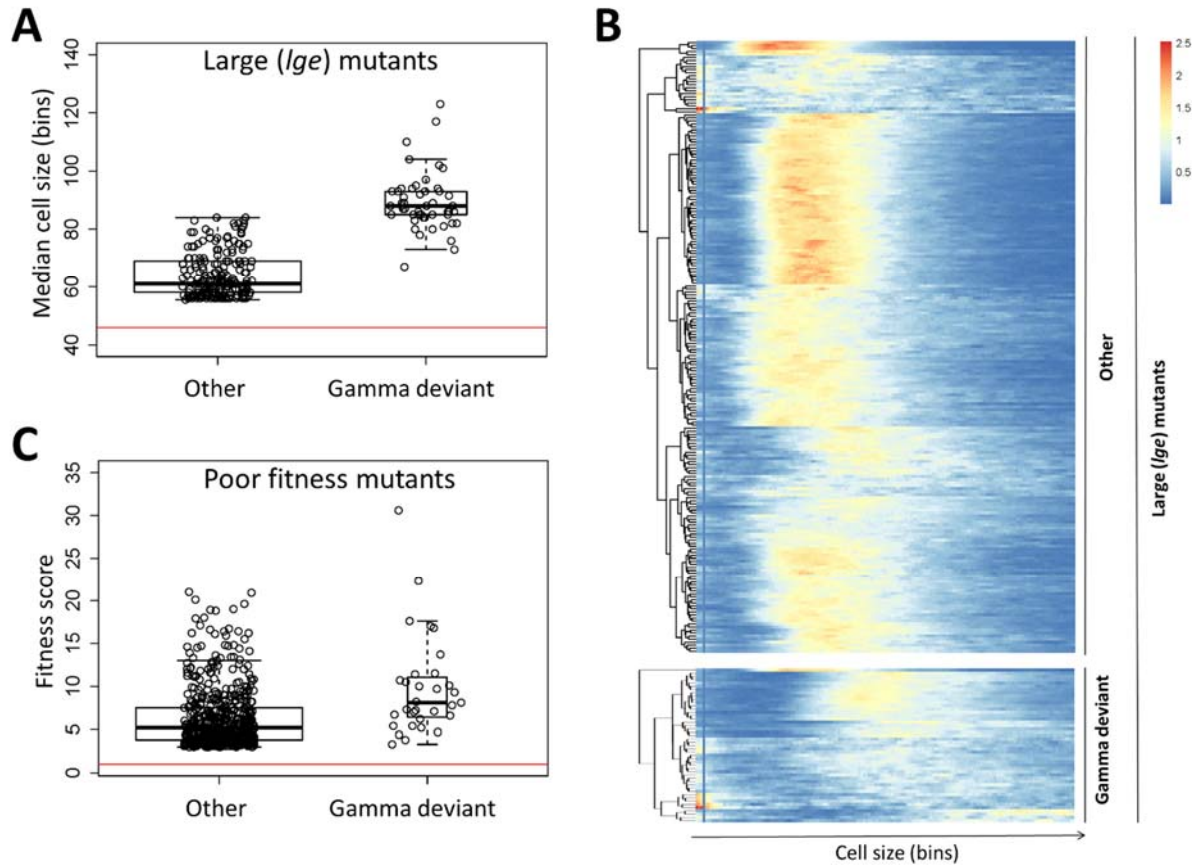 A
Large (lge) mutants
Median cell size (bins)
140
120
100
80
60
40
Other
Gamma deviant
B
2.5
2
1.5
1
0.5
Other
Gamma deviant
Large (lge) mutants
Cell size (bins)
C
Poor fitness mutants
Fitness score
35
30
25
20
15
10
5
0
Other
Gamma deviant